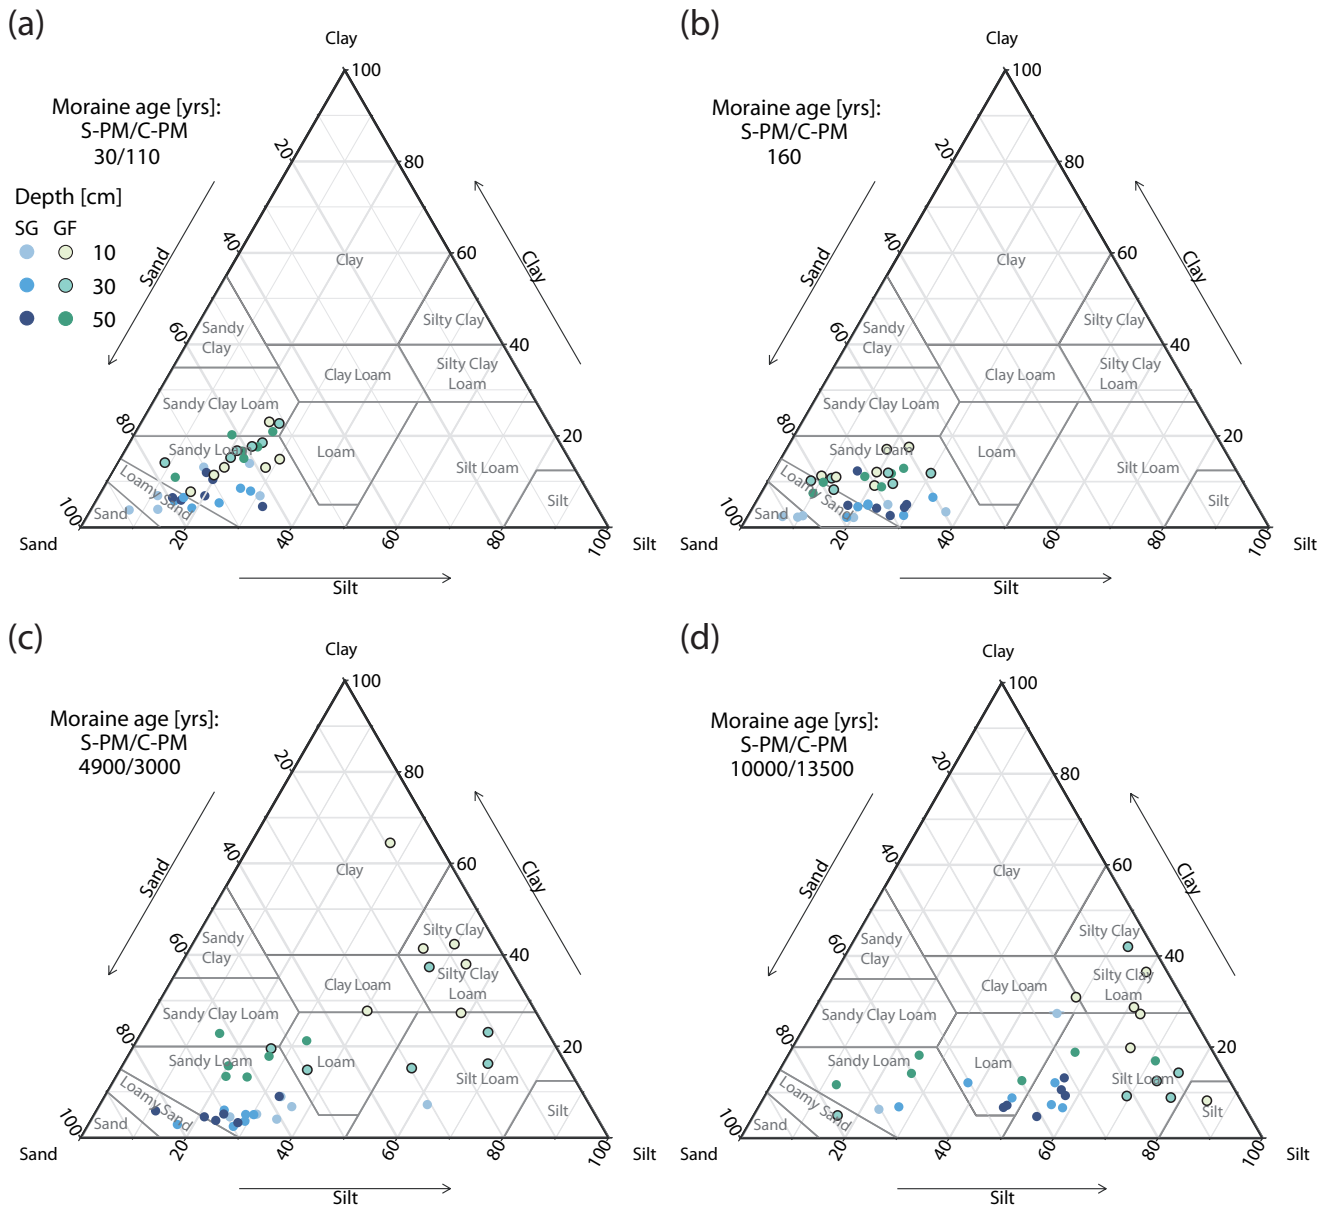 (a)
Clay
100
Moraine age [yrs]:
S-PM/C-PM
30/110
Depth [cm]
SG GF
10
30
50
20
80
40
60
Sand
Clay
Clay
60
40
Sandy
Clay
Silty Clay
Clay Loam
Silty Clay
Loam
80
20
Sandy Clay Loam
Sandy Loam
Loam
Silt Loam
Loamy Sand
Sand
Silt
100
20
40
60
80
100
Sand
Silt
Silt
(b)
Clay
100
Moraine age [yrs]:
S-PM/C-PM
160
20
80
40
60
Sand
Clay
Clay
60
40
Sandy
Clay
Silty Clay
Clay Loam
Silty Clay
Loam
80
20
Sandy Clay Loam
Sandy Loam
Loam
Silt Loam
Loamy Sand
Sand
Silt
100
20
40
60
80
100
Sand
Silt
Silt
(c)
Clay
100
Moraine age [yrs]:
S-PM/C-PM
4900/3000
20
80
40
60
Sand
Clay
Clay
60
40
Sandy
Clay
Silty Clay
Clay Loam
Silty Clay
Loam
80
20
Sandy Clay Loam
Sandy Loam
Loam
Silt Loam
Loamy Sand
Sand
Silt
100
20
40
60
80
100
Sand
Silt
Silt
(d)
Clay
100
Moraine age [yrs]:
S-PM/C-PM
10000/13500
20
80
40
60
Sand
Clay
Clay
60
40
Sandy
Clay
Silty Clay
Clay Loam
Silty Clay
Loam
80
20
Sandy Clay Loam
Sandy Loam
Loam
Silt Loam
Loamy Sand
Sand
Silt
100
20
40
60
80
100
Sand
Silt
Silt